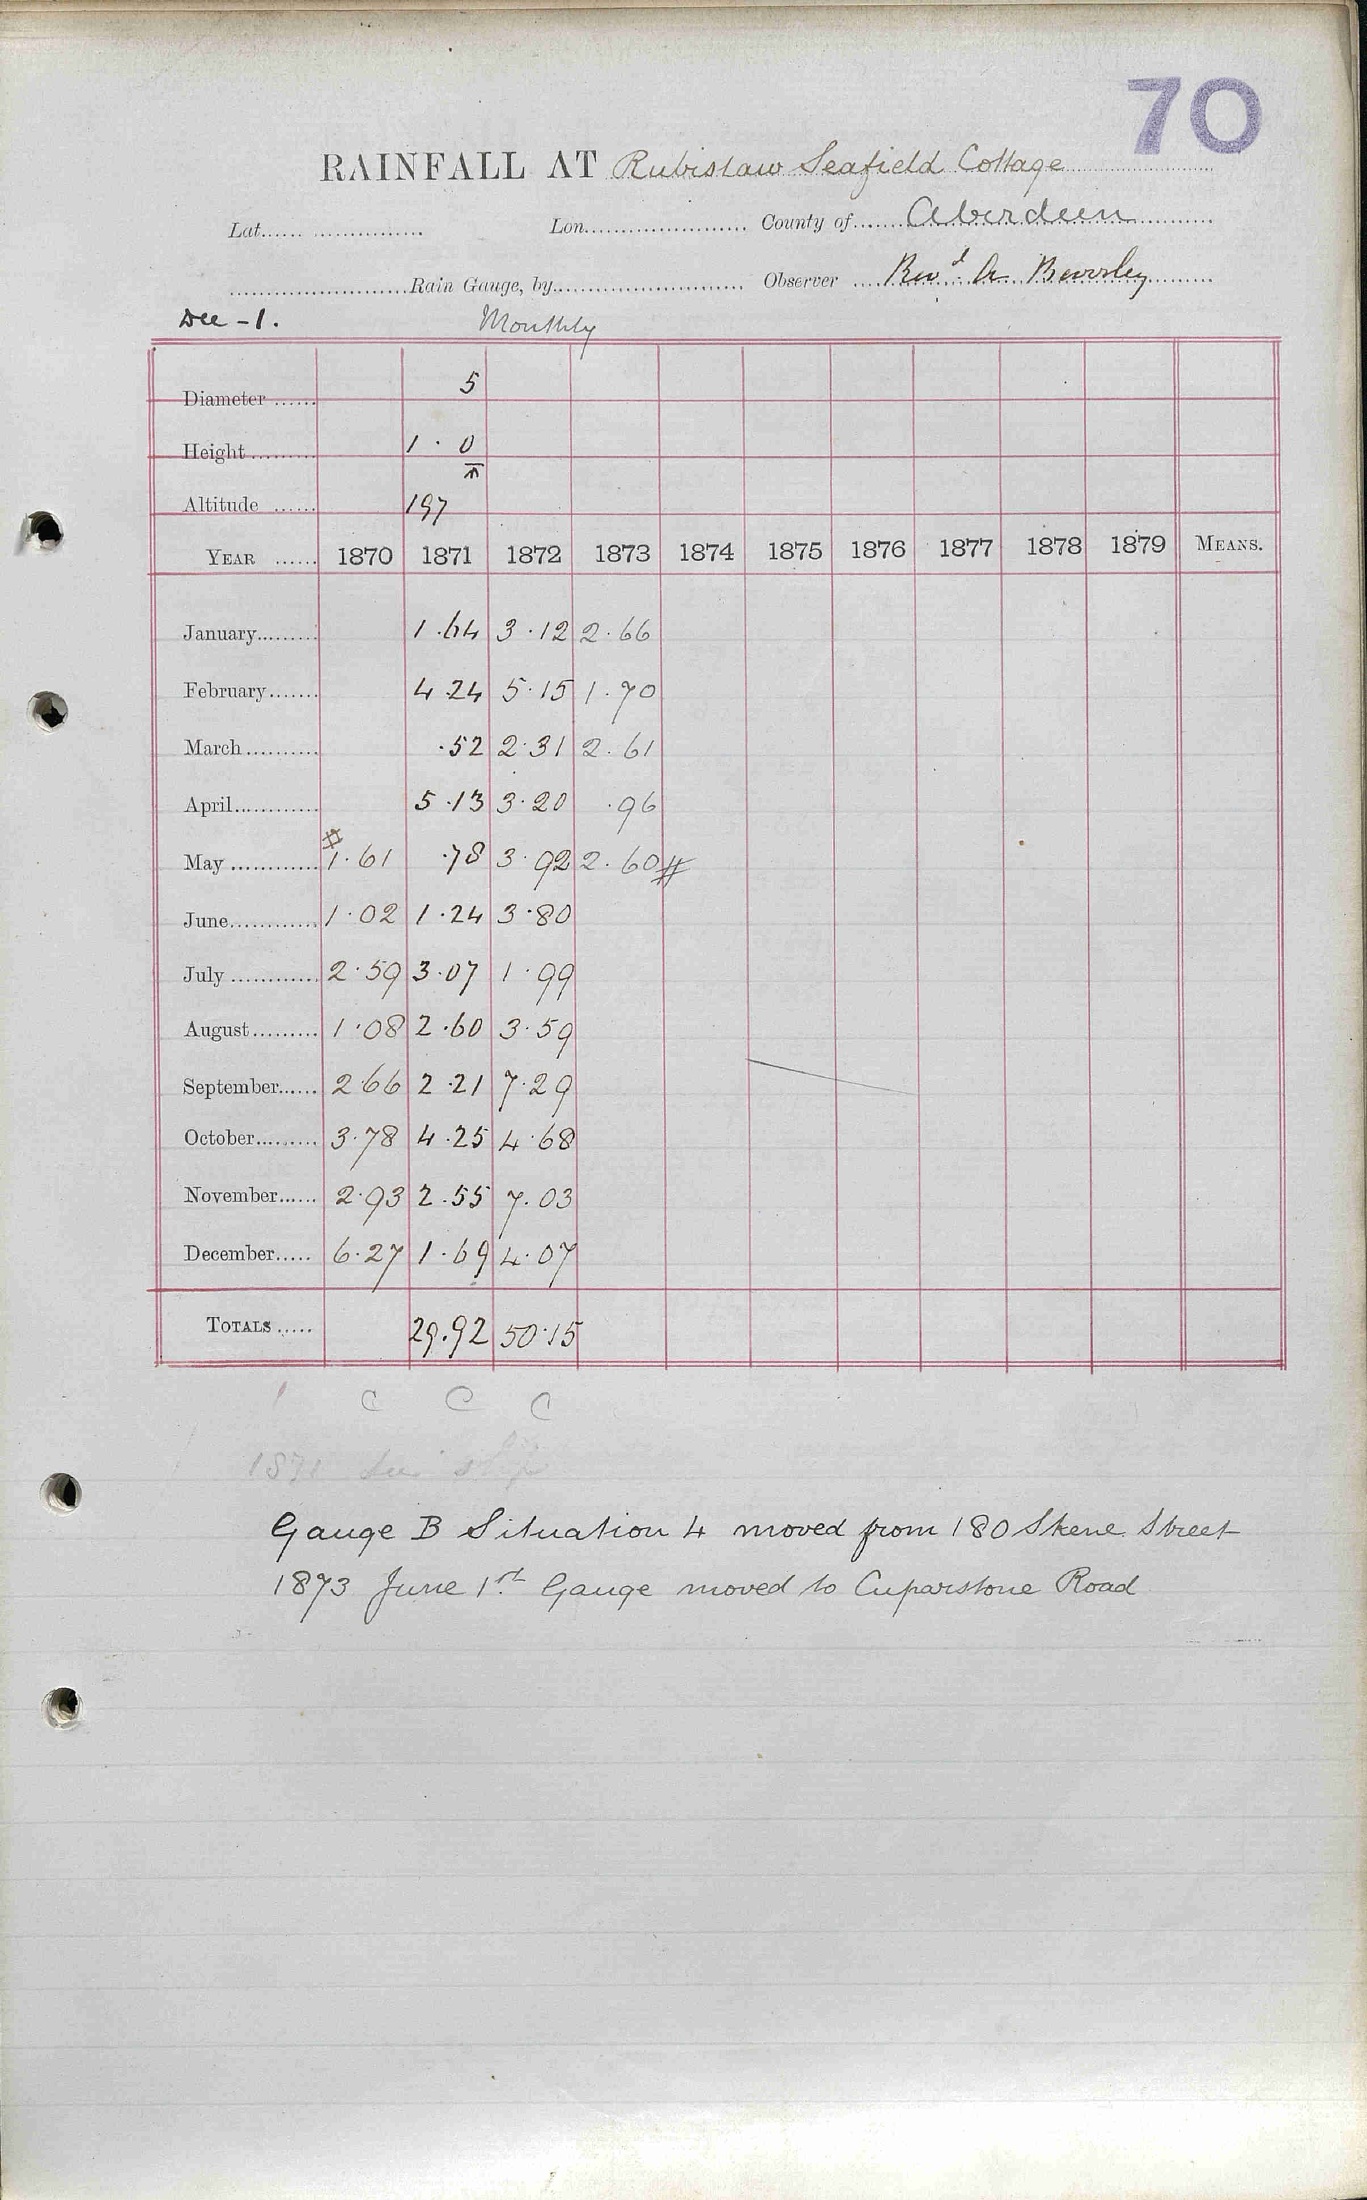 70
RAINFALL AT Rubislaw Seafield Cottage
Lat. Lon. County of Aberdeen
Rain Gauge, by Observer Revd. A Beverley
Dec - 1. Monthly
Diameter 5
Height 1 . 0
Altitude 197
YEAR 1870 1871 1872 1873 1874 1875 1876 1877 1878 1879 MEANS.
January 1.64 3.12 2.66
February 4.24 5.15 1.70
March .52 2.31 2.61
April 5.13 3.20 .96
May #1.61 .78 3.92 2.60#
June 1.02 1.24 3.80
July 2.59 3.07 1.99
August 1.08 2.60 3.59
September 2.66 2.21 7.29
October 3.78 4.25 4.68
November 2.93 2.55 7.03
December 6.27 1.69 4.07
TOTALS 29.92 50.15
C C C
1871 See slip
Gauge B Situation 4 moved from 180 Skene Street
1873 June 1st Gauge moved to Cuparstone Road